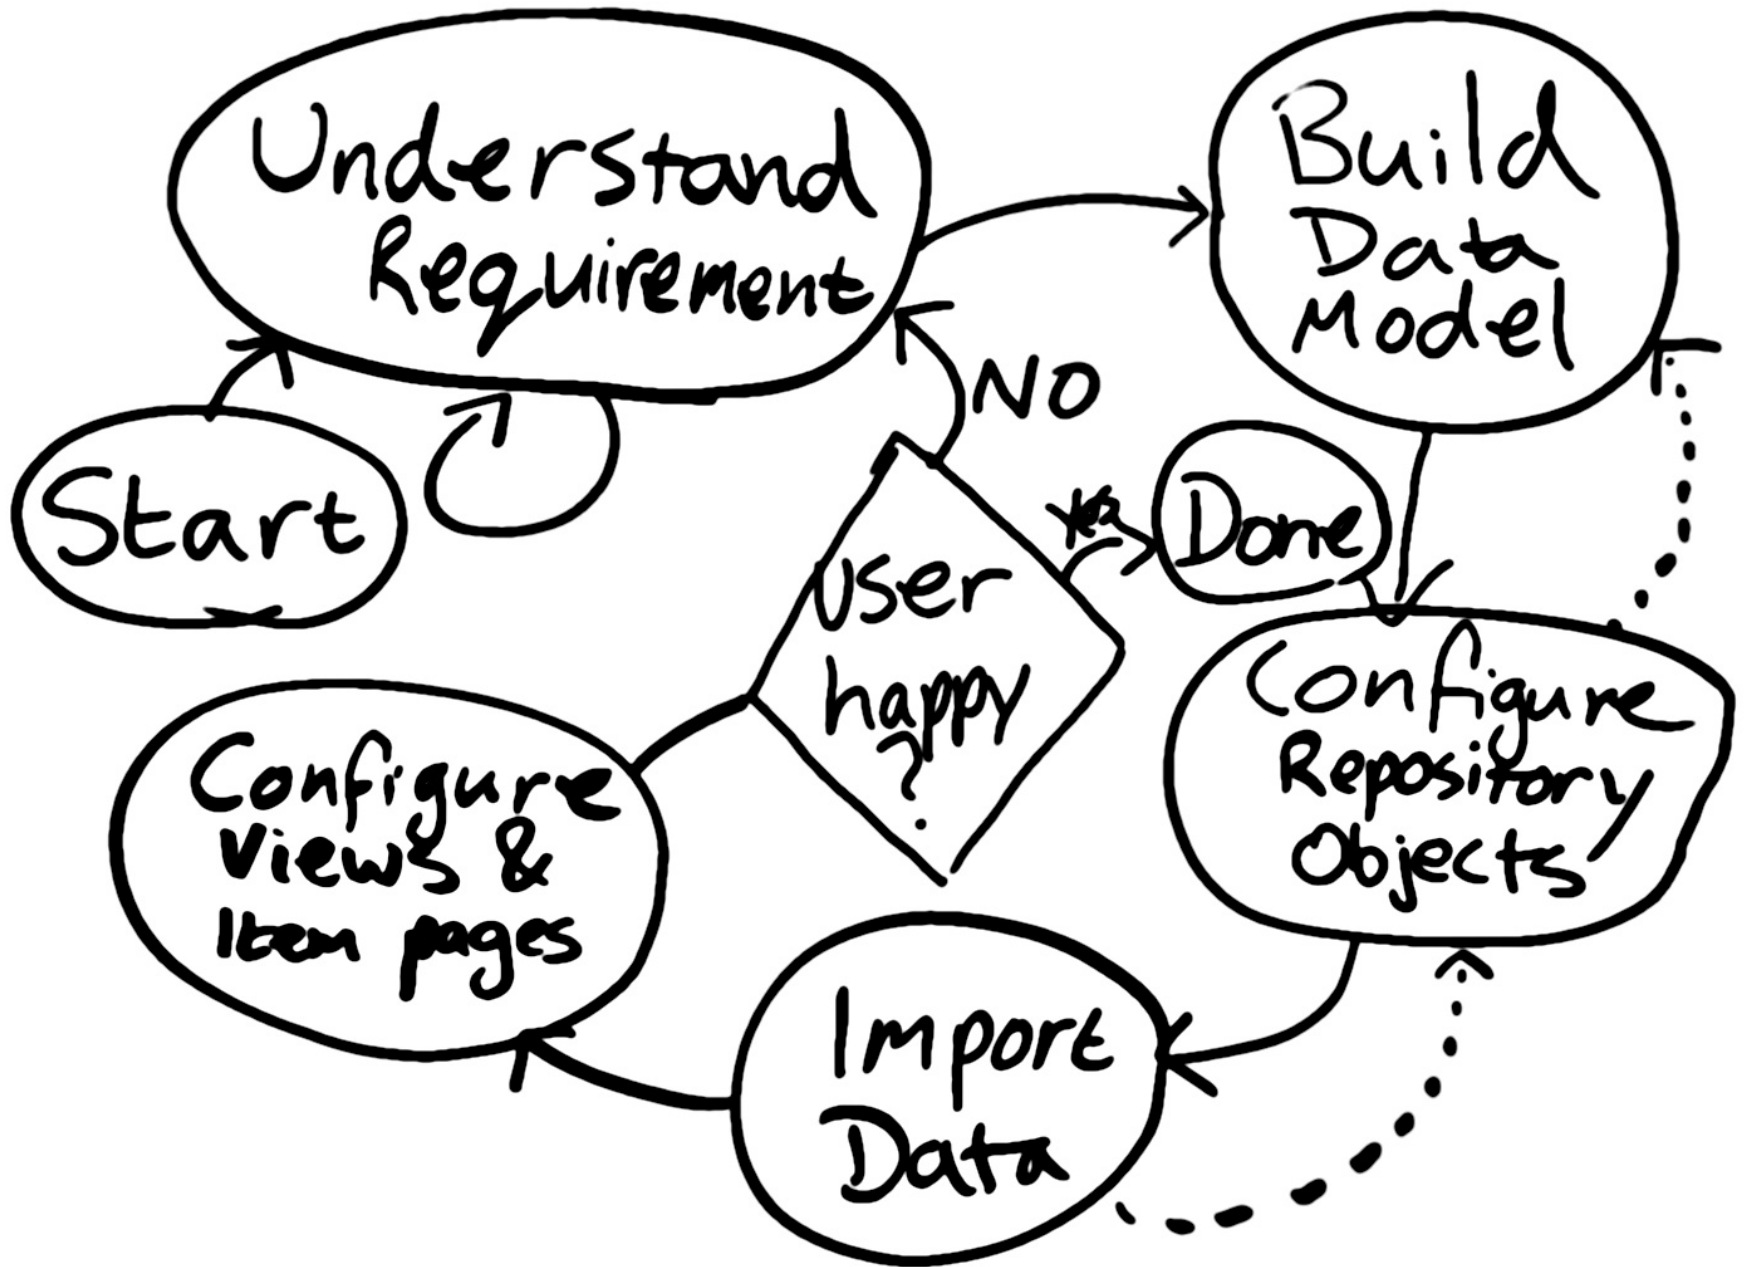 Understand
Requirement
Build
Data
Model
NO
Start
Yes
Done
User
happy
?
Configure
Repository
Objects
Configure
Views &
Item pages
Import
Data